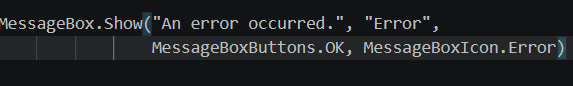 MessageBox.Show("An error occurred.", "Error",
MessageBoxButtons.OK, MessageBoxIcon.Error)